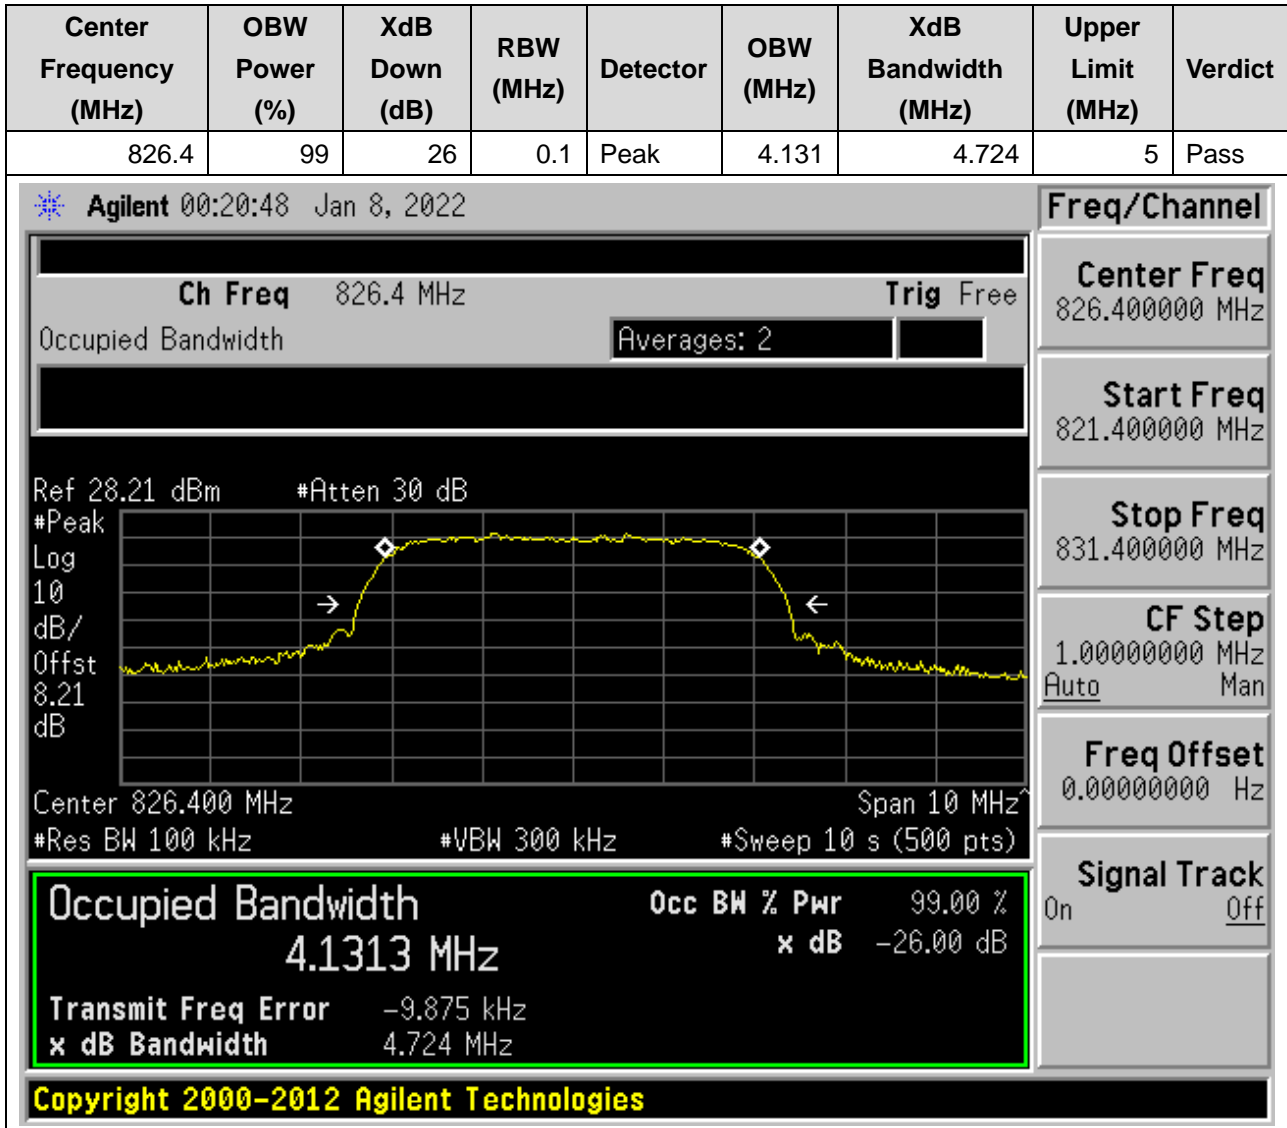 Center Frequency (MHz) OBW Power (%) XdB Down (dB) RBW (MHz) Detector OBW (MHz) XdB Bandwidth (MHz) Upper Limit (MHz) Verdict
826.4 99 26 0.1 Peak 4.131 4.724 5 Pass
Agilent 00:20:48 Jan 8, 2022
Freq/Channel
Ch Freq 826.4 MHz Trig Free
Occupied Bandwidth Averages: 2
Center Freq
826.400000 MHz
Start Freq
821.400000 MHz
Stop Freq
831.400000 MHz
CF Step
1.00000000 MHz
Auto Man
Freq Offset
0.00000000 Hz
Signal Track
On Off
Ref 28.21 dBm #Atten 30 dB
#Peak
Log
10
dB/
Offst
8.21
dB
Center 826.400 MHz Span 10 MHz^
#Res BW 100 kHz #VBW 300 kHz #Sweep 10 s (500 pts)
Occupied Bandwidth Occ BW % Pwr 99.00 %
4.1313 MHz x dB -26.00 dB
Transmit Freq Error -9.875 kHz
x dB Bandwidth 4.724 MHz
Copyright 2000-2012 Agilent Technologies